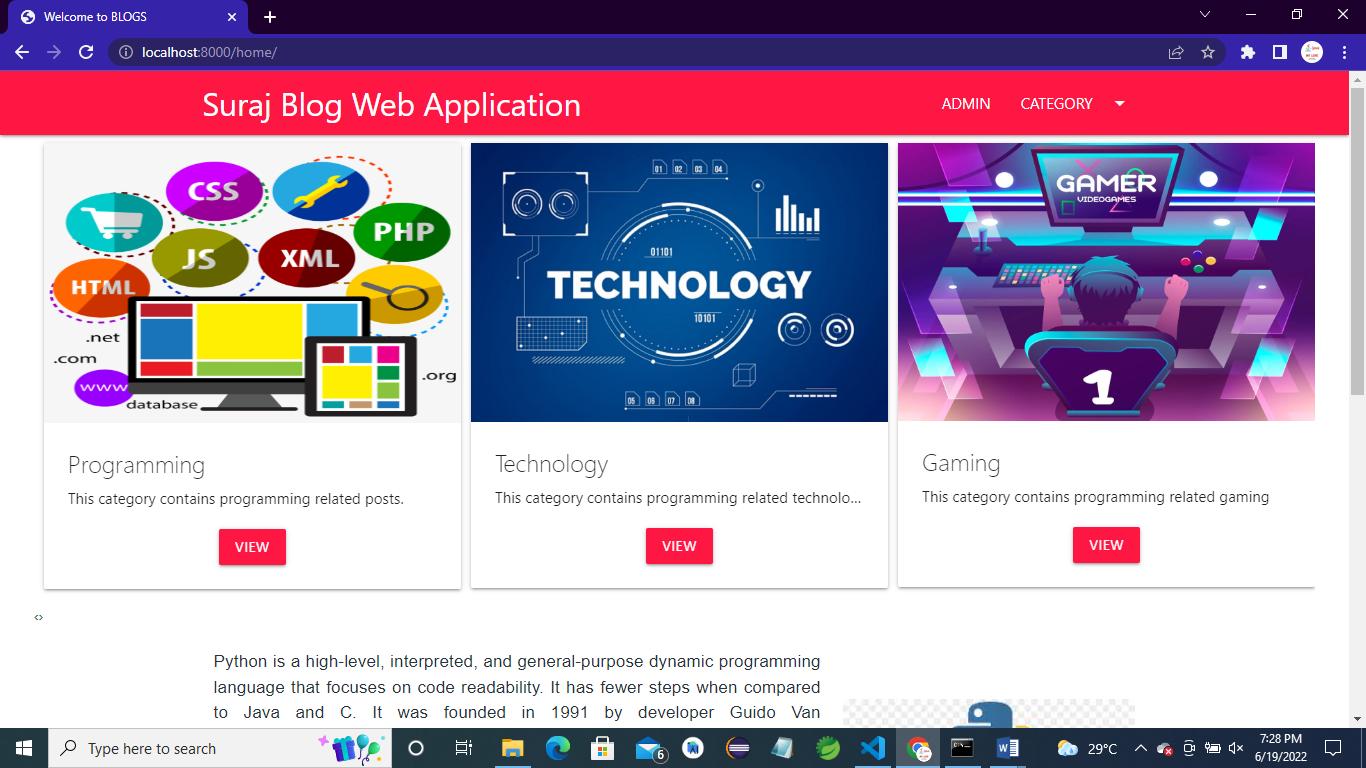 Welcome to BLOGS
localhost:8000/home/
Suraj Blog Web Application
ADMIN
CATEGORY
CSS
PHP
JS
XML
HTML
.net
.com
www
.org
database
01 02 03 04
01101
TECHNOLOGY
10101
05 06 07 08
GAMER
VIDEOGAMES
1
Programming
This category contains programming related posts.
VIEW
Technology
This category contains programming related technolo...
VIEW
Gaming
This category contains programming related gaming
VIEW
‹›
Python is a high-level, interpreted, and general-purpose dynamic programming
language that focuses on code readability. It has fewer steps when compared
to Java and C. It was founded in 1991 by developer Guido Van
Type here to search
6
29°C
7:28 PM
6/19/2022